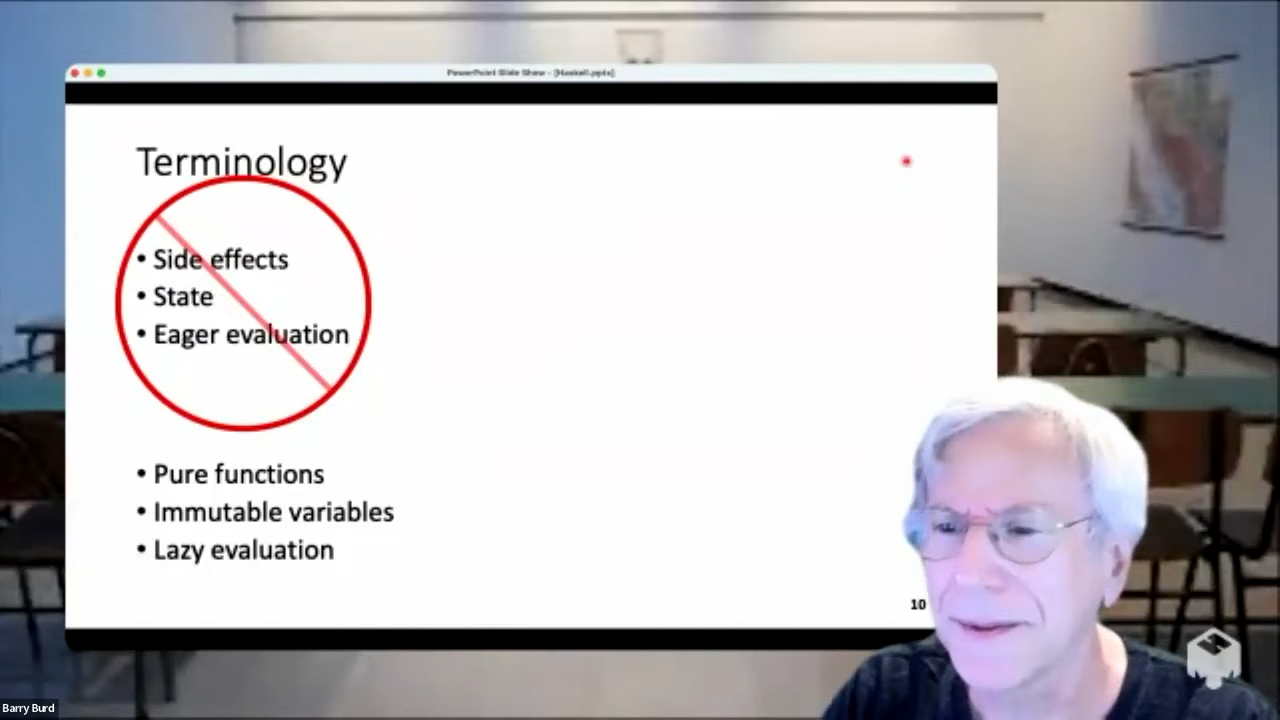 PowerPoint Slide Show - [Haskell.pptx]
Terminology
• Side effects
• State
• Eager evaluation
• Pure functions
• Immutable variables
• Lazy evaluation
10
Barry Burd